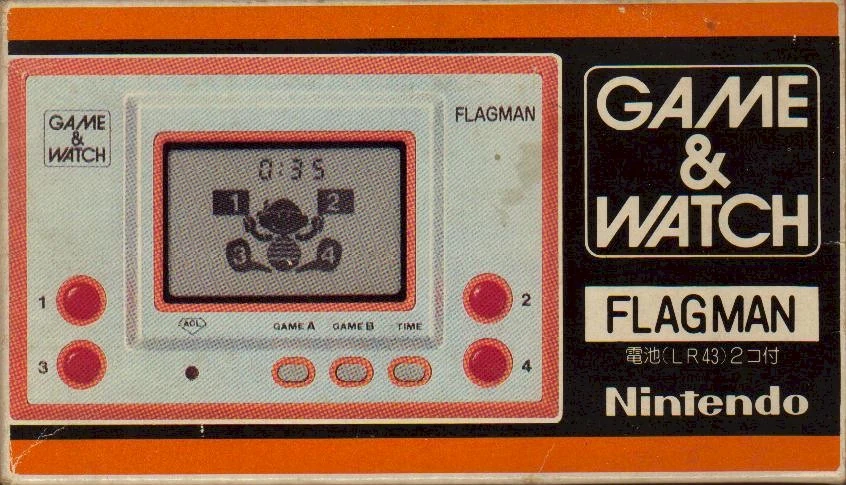 GAME
&
WATCH
FLAGMAN
0:35
1
2
3
4
1
2
3
4
ACL
GAME A
GAME B
TIME
GAME
&
WATCH
FLAGMAN
電池(LR43)2コ付
Nintendo